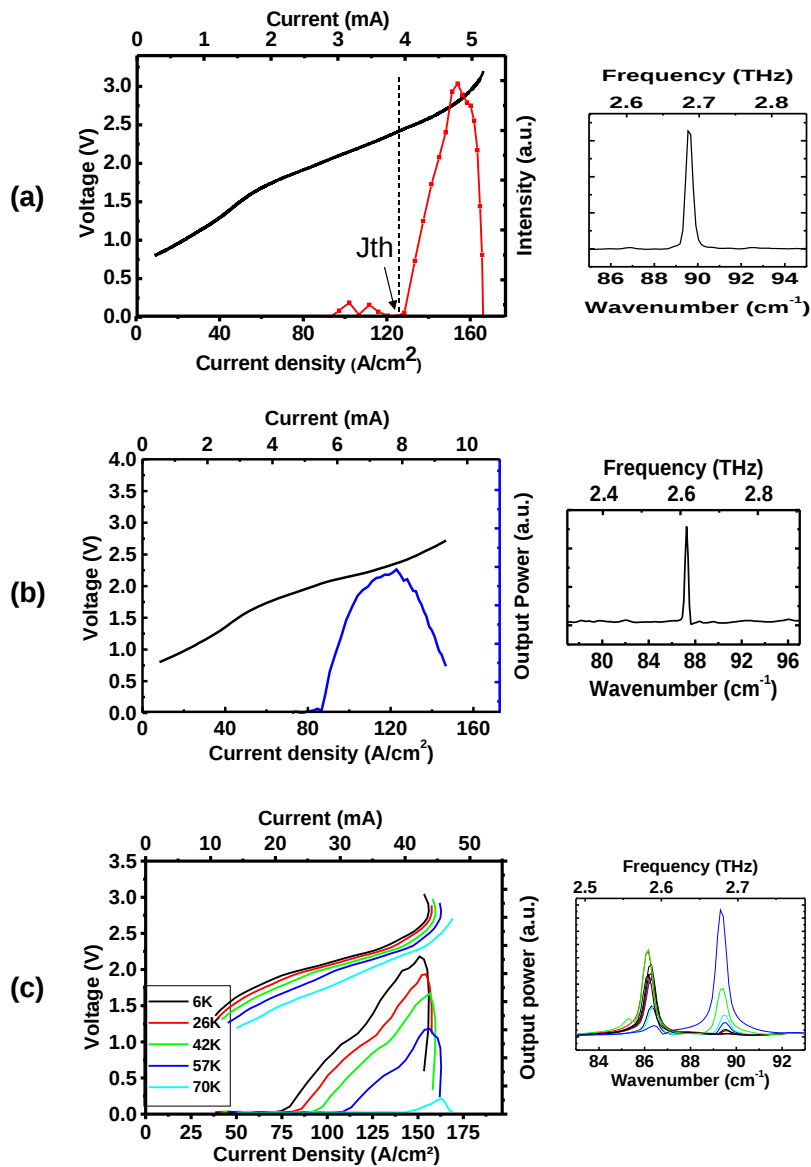 Current (mA)
0 1 2 3 4 5
3.0
2.5
2.0
1.5
1.0
0.5
0.0
Voltage (V)
Intensity (a.u.)
Jth
0 40 80 120 160
Current density (A/cm²)
(a)
Frequency (THz)
2.6 2.7 2.8
86 88 90 92 94
Wavenumber (cm⁻¹)
Current (mA)
0 2 4 6 8 10
4.0
3.5
3.0
2.5
2.0
1.5
1.0
0.5
0.0
Voltage (V)
Output Power (a.u.)
0 40 80 120 160
Current density (A/cm²)
(b)
Frequency (THz)
2.4 2.6 2.8
80 84 88 92 96
Wavenumber (cm⁻¹)
Current (mA)
0 10 20 30 40 50
3.5
3.0
2.5
2.0
1.5
1.0
0.5
0.0
Voltage (V)
Output power (a.u.)
6K
26K
42K
57K
70K
0 25 50 75 100 125 150 175
Current Density (A/cm²)
(c)
Frequency (THz)
2.5 2.6 2.7
84 86 88 90 92
Wavenumber (cm⁻¹)